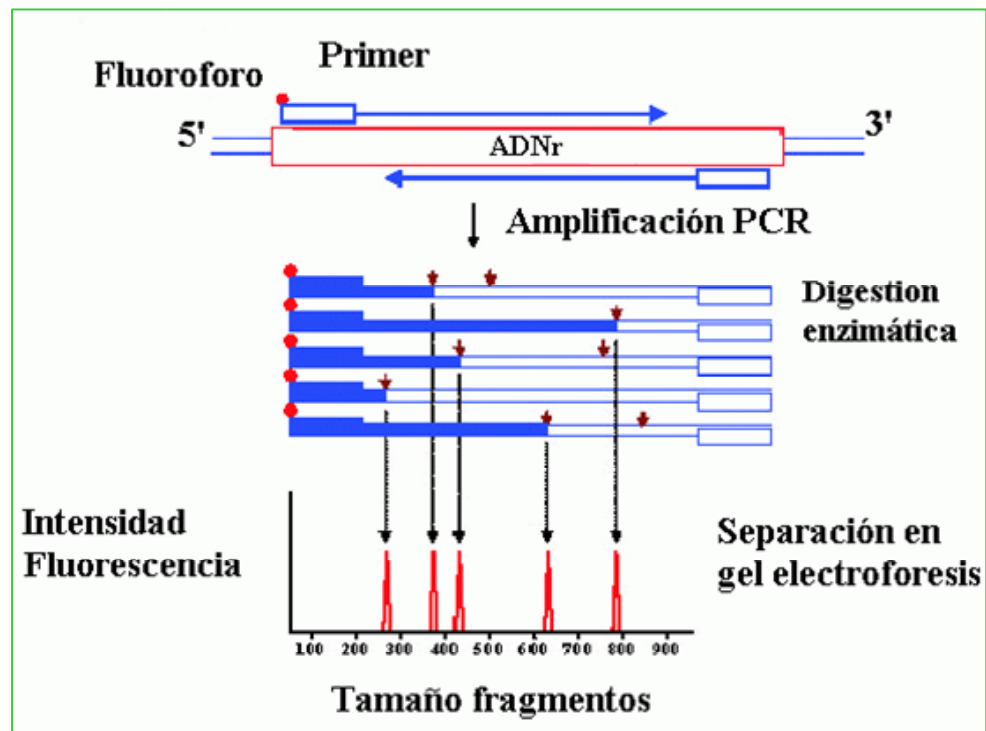 Primer
Fluoroforo
5'
3'
ADNr
Amplificación PCR
Digestion
enzimática
Intensidad
Fluorescencia
Separación en
gel electroforesis
100 200 300 400 500 600 700 800 900
Tamaño fragmentos